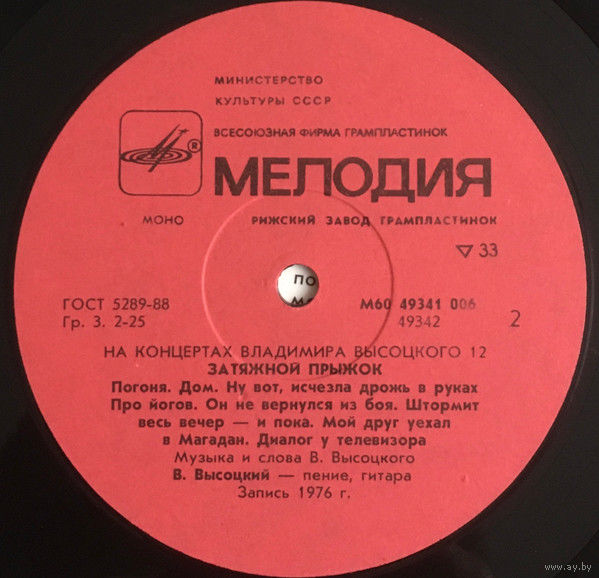 МИНИСТЕРСТВО
КУЛЬТУРЫ СССР
ВСЕСОЮЗНАЯ ФИРМА ГРАМПЛАСТИНОК
®
МЕЛОДИЯ
МОНО РИЖСКИЙ ЗАВОД ГРАМПЛАСТИНОК
▽ 33
ПО
ГОСТ 5289-88 М60 49341 006
Гр. 3. 2-25 49342 2
НА КОНЦЕРТАХ ВЛАДИМИРА ВЫСОЦКОГО 12
ЗАТЯЖНОЙ ПРЫЖОК
Погоня. Дом. Ну вот, исчезла дрожь в руках
Про йогов. Он не вернулся из боя. Штормит
весь вечер — и пока. Мой друг уехал
в Магадан. Диалог у телевизора
Музыка и слова В. Высоцкого
В. Высоцкий — пение, гитара
Запись 1976 г.
www.ay.by